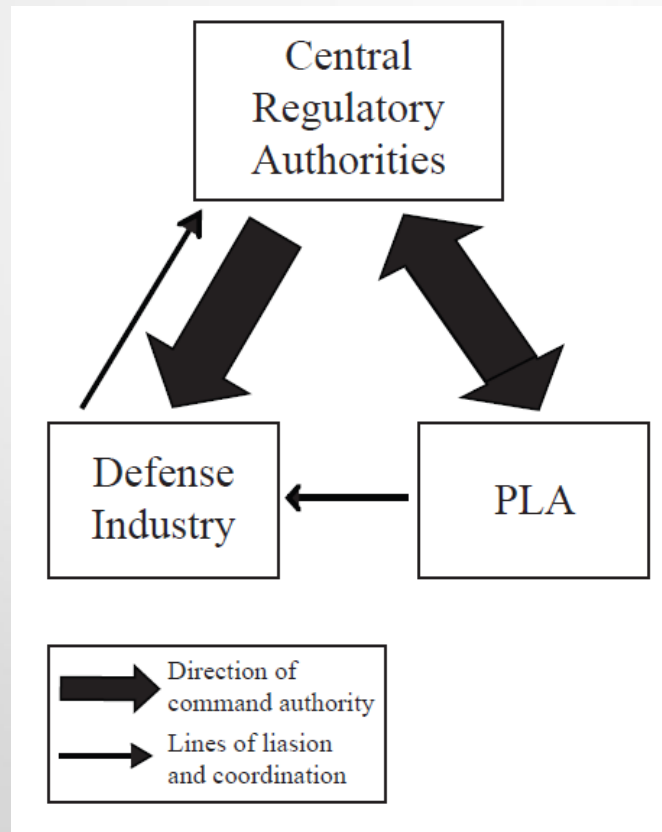 Central
Regulatory
Authorities
Defense
Industry
PLA
Direction of
command authority
Lines of liasion
and coordination